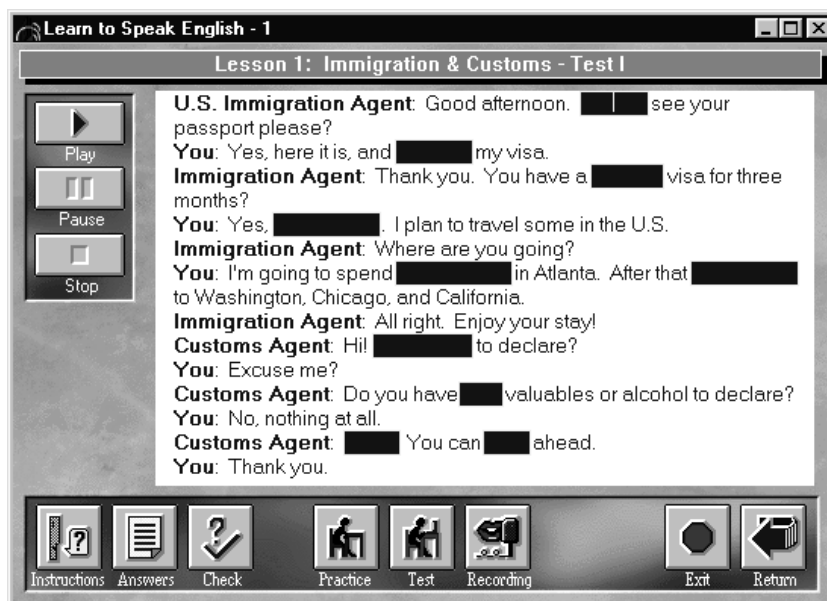 Learn to Speak English - 1
Lesson 1: Immigration & Customs - Test I
Play
Pause
Stop
U.S. Immigration Agent: Good afternoon. see your
passport please?
You: Yes, here it is, and my visa.
Immigration Agent: Thank you. You have a visa for three
months?
You: Yes, . I plan to travel some in the U.S.
Immigration Agent: Where are you going?
You: I'm going to spend in Atlanta. After that
to Washington, Chicago, and California.
Immigration Agent: All right. Enjoy your stay!
Customs Agent: Hi! to declare?
You: Excuse me?
Customs Agent: Do you have valuables or alcohol to declare?
You: No, nothing at all.
Customs Agent: You can ahead.
You: Thank you.
Instructions Answers Check Practice Test Recording Exit Return